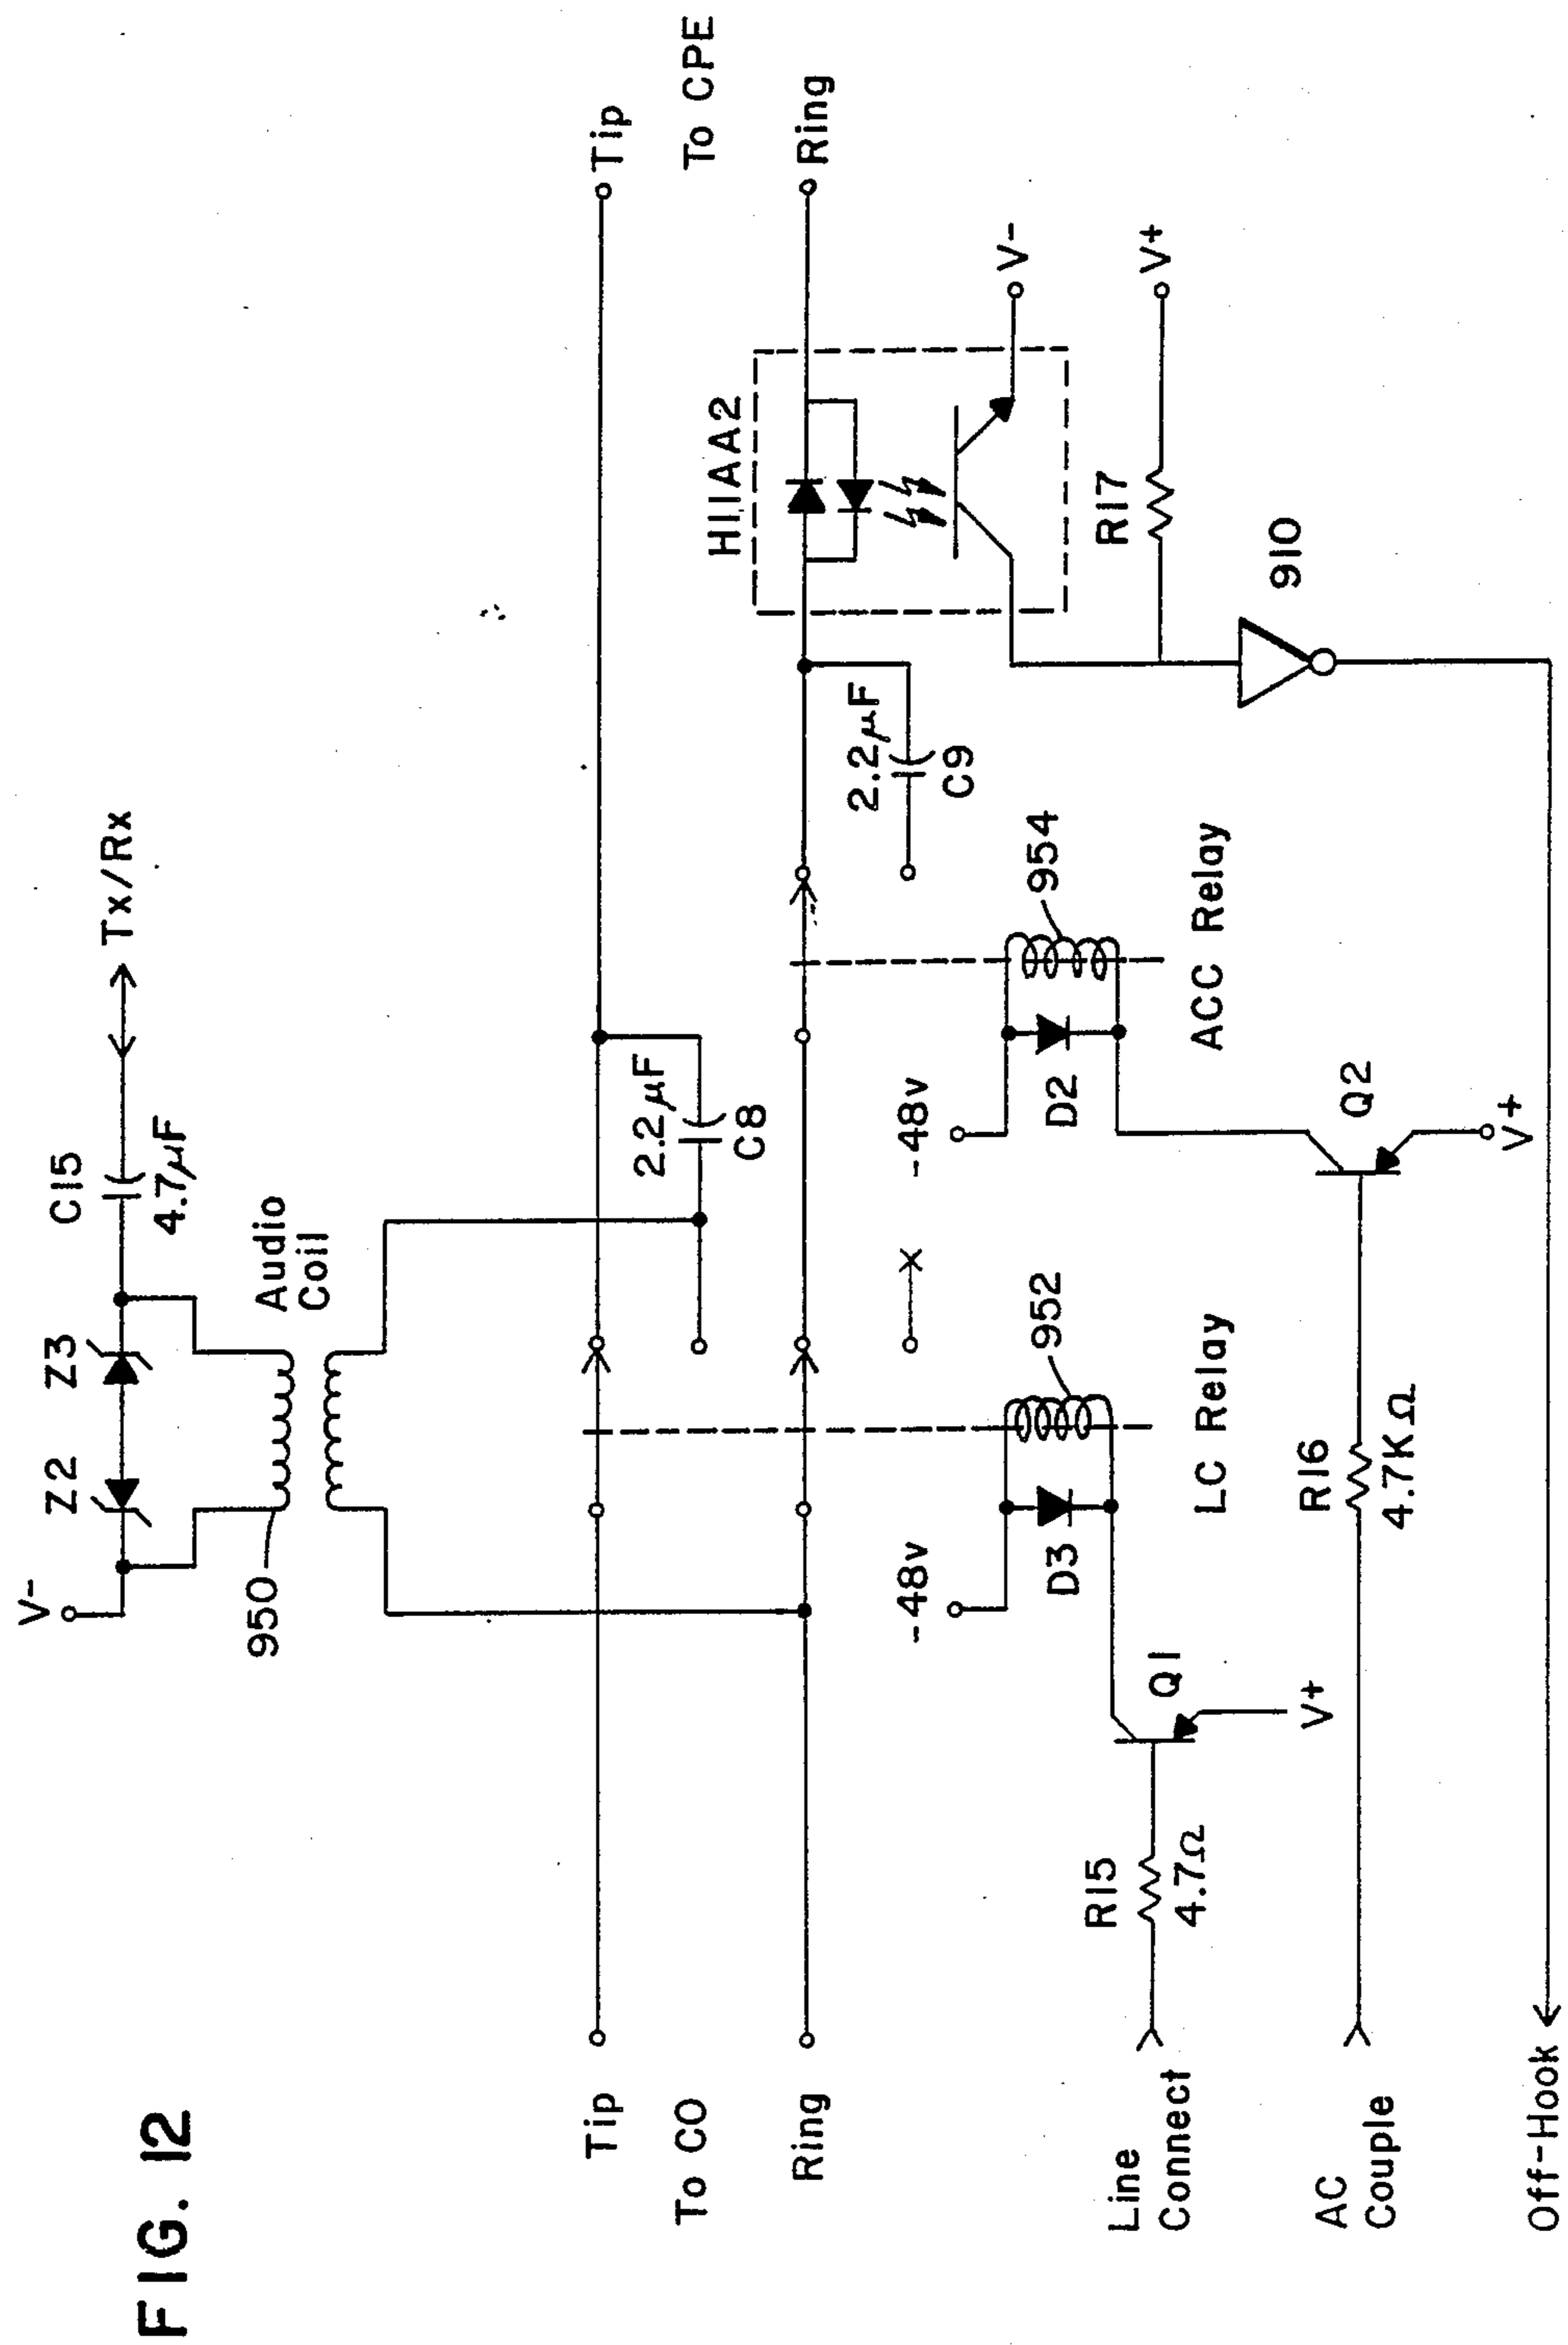 FIG. 12
V-
Z2
Z3
C15
4.7μF
Tx/Rx
950
Audio
Coil
Tip
To CO
Ring
2.2μF
C8
Tip
To CPE
Ring
H11AA2
2.2μF
C9
V-
R17
V+
910
-48v
D3
952
LC Relay
Q1
V+
R15
4.7Ω
Line
Connect
-48v
D2
954
ACC Relay
Q2
V+
R16
4.7KΩ
AC
Couple
Off-Hook